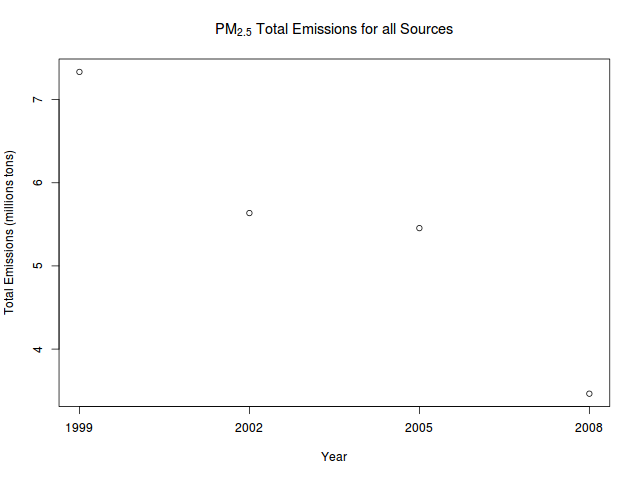 PM2.5 Total Emissions for all Sources
Total Emissions (millions tons)
7
6
5
4
1999 2002 2005 2008
Year